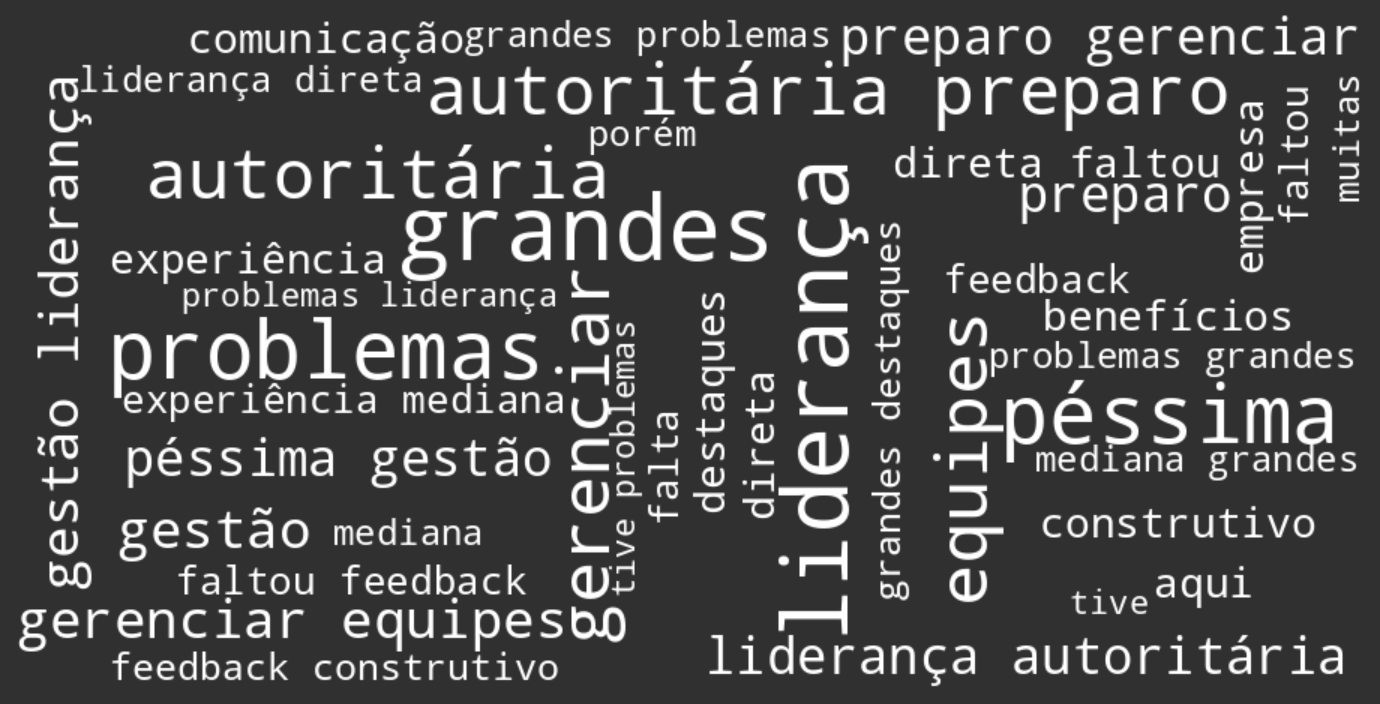 comunicação
grandes problemas
preparo gerenciar
liderança direta
autoritária preparo
porém
autoritária
direta faltou
preparo
empresa
faltou
muitas
gestão liderança
grandes
experiência
problemas liderança
problemas
.
experiência mediana
péssima gestão
gestão
mediana
faltou feedback
gerenciar equipes
feedback construtivo
gerenciar
tive problemas
falta
destaques
direta
liderança
grandes destaques
equipes
feedback
benefícios
problemas grandes
péssima
mediana grandes
construtivo
aqui
tive
liderança autoritária